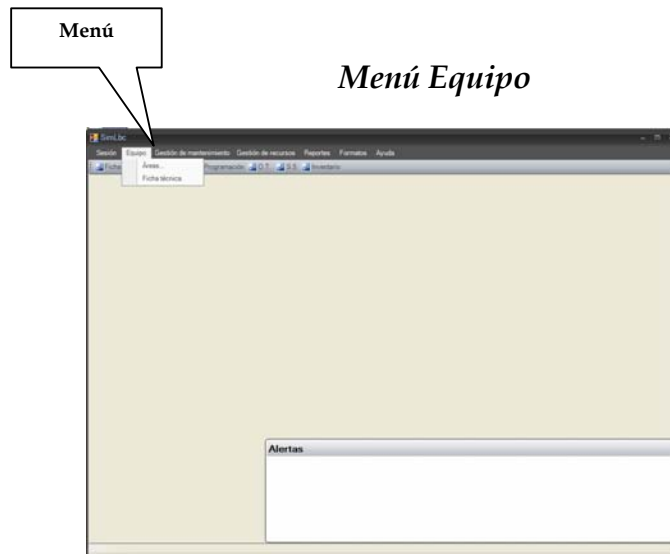 Menú
Menú Equipo
SimLbc
Sesión Equipo Gestión de mantenimiento Gestión de recursos Reportes Formatos Ayuda
Ficha Programación O.T. S.S. Inventario
Áreas...
Ficha técnica
Alertas